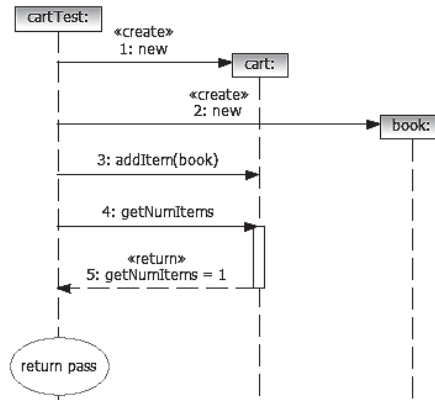 cartTest:
«create»
1: new
cart:
«create»
2: new
book:
3: addItem(book)
4: getNumItems
«return»
5: getNumItems = 1
return pass